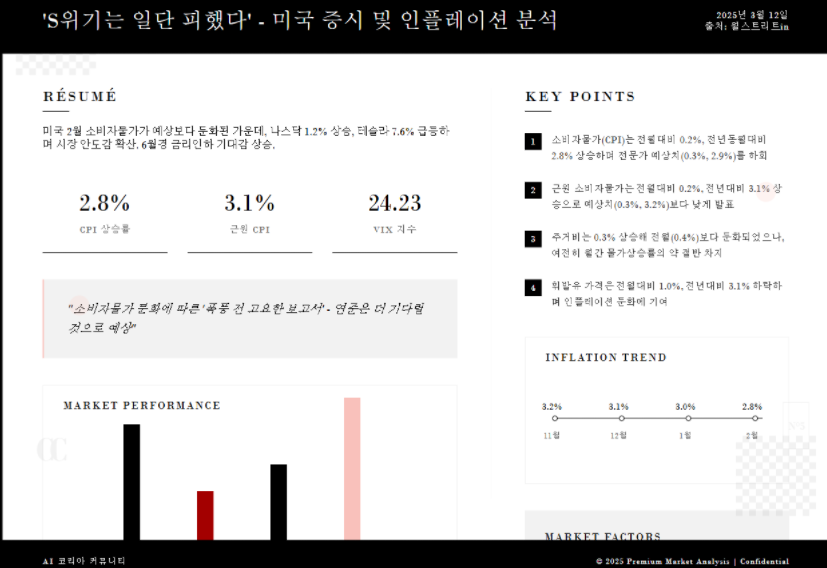 'S위기는 일단 피했다' - 미국 증시 및 인플레이션 분석
2025년 3월 12일
출처: 월스트리트in
RÉSUMÉ
미국 2월 소비자물가가 예상보다 둔화된 가운데, 나스닥 1.2% 상승, 테슬라 7.6% 급등하
며 시장 안도감 확산. 6월경 금리인하 기대감 상승.
2.8%
CPI 상승률
3.1%
근원 CPI
24.23
VIX 지수
"소비자물가 둔화에 따른 '폭풍 전 고요한 보고서' - 연준은 더 기다릴
것으로 예상"
MARKET PERFORMANCE
KEY POINTS
1 소비자물가(CPI)는 전월대비 0.2%, 전년동월대비
2.8% 상승하며 전문가 예상치(0.3%, 2.9%)를 하회
2 근원 소비자물가는 전월대비 0.2%, 전년대비 3.1% 상
승으로 예상치(0.3%, 3.2%)보다 낮게 발표
3 주거비는 0.3% 상승해 전월(0.4%)보다 둔화되었으나,
여전히 월간 물가상승률의 약 절반 차지
4 휘발유 가격은 전월대비 1.0%, 전년대비 3.1% 하락하
며 인플레이션 둔화에 기여
INFLATION TREND
3.2% 3.1% 3.0% 2.8%
11월 12월 1월 2월
MARKET FACTORS
AI 코리아 커뮤니티
© 2025 Premium Market Analysis | Confidential